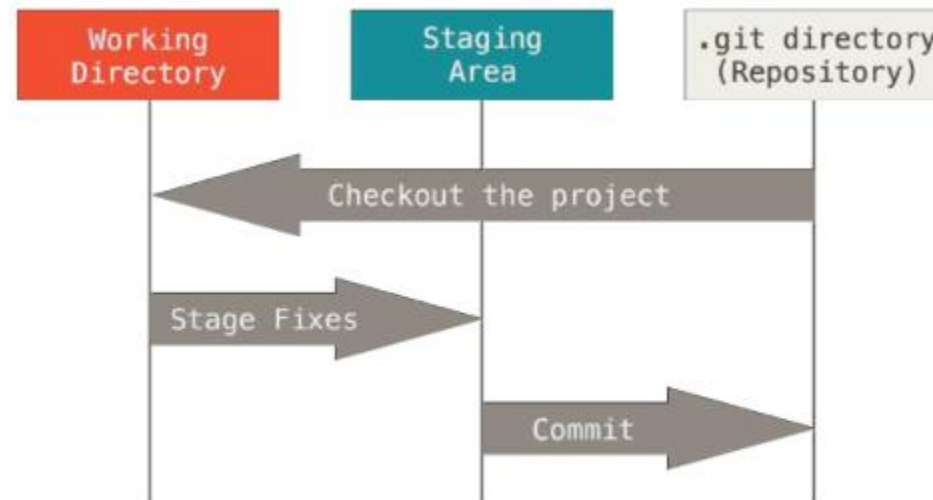 Working
Directory
Staging
Area
.git directory
(Repository)
Checkout the project
Stage Fixes
Commit